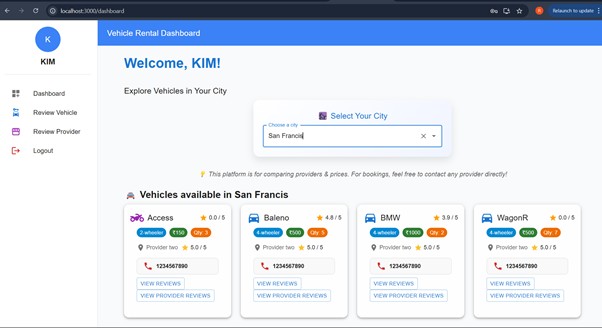 localhost:3000/dashboard
Relaunch to update
K
KIM
Dashboard
Review Vehicle
Review Provider
Logout
Vehicle Rental Dashboard
Welcome, KIM!
Explore Vehicles in Your City
Select Your City
Choose a city
San Francis
This platform is for comparing providers & prices. For bookings, feel free to contact any provider directly!
Vehicles available in San Francis
Access 0.0 / 5
2-wheeler ₹150 Qty: 3
Provider two 5.0 / 5
1234567890
VIEW REVIEWS
VIEW PROVIDER REVIEWS
Baleno 4.8 / 5
4-wheeler ₹500 Qty: 5
Provider two 5.0 / 5
1234567890
VIEW REVIEWS
VIEW PROVIDER REVIEWS
BMW 3.9 / 5
4-wheeler ₹1000 Qty: 2
Provider two 5.0 / 5
1234567890
VIEW REVIEWS
VIEW PROVIDER REVIEWS
WagonR 0.0 / 5
4-wheeler ₹500 Qty: 7
Provider two 5.0 / 5
1234567890
VIEW REVIEWS
VIEW PROVIDER REVIEWS